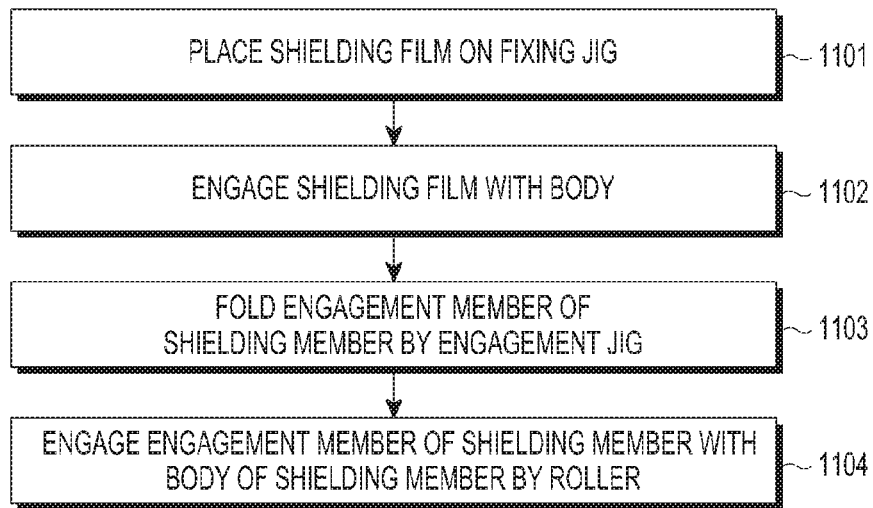 PLACE SHIELDING FILM ON FIXING JIG
1101
ENGAGE SHIELDING FILM WITH BODY
1102
FOLD ENGAGEMENT MEMBER OF
SHIELDING MEMBER BY ENGAGEMENT JIG
1103
ENGAGE ENGAGEMENT MEMBER OF SHIELDING MEMBER WITH
BODY OF SHIELDING MEMBER BY ROLLER
1104